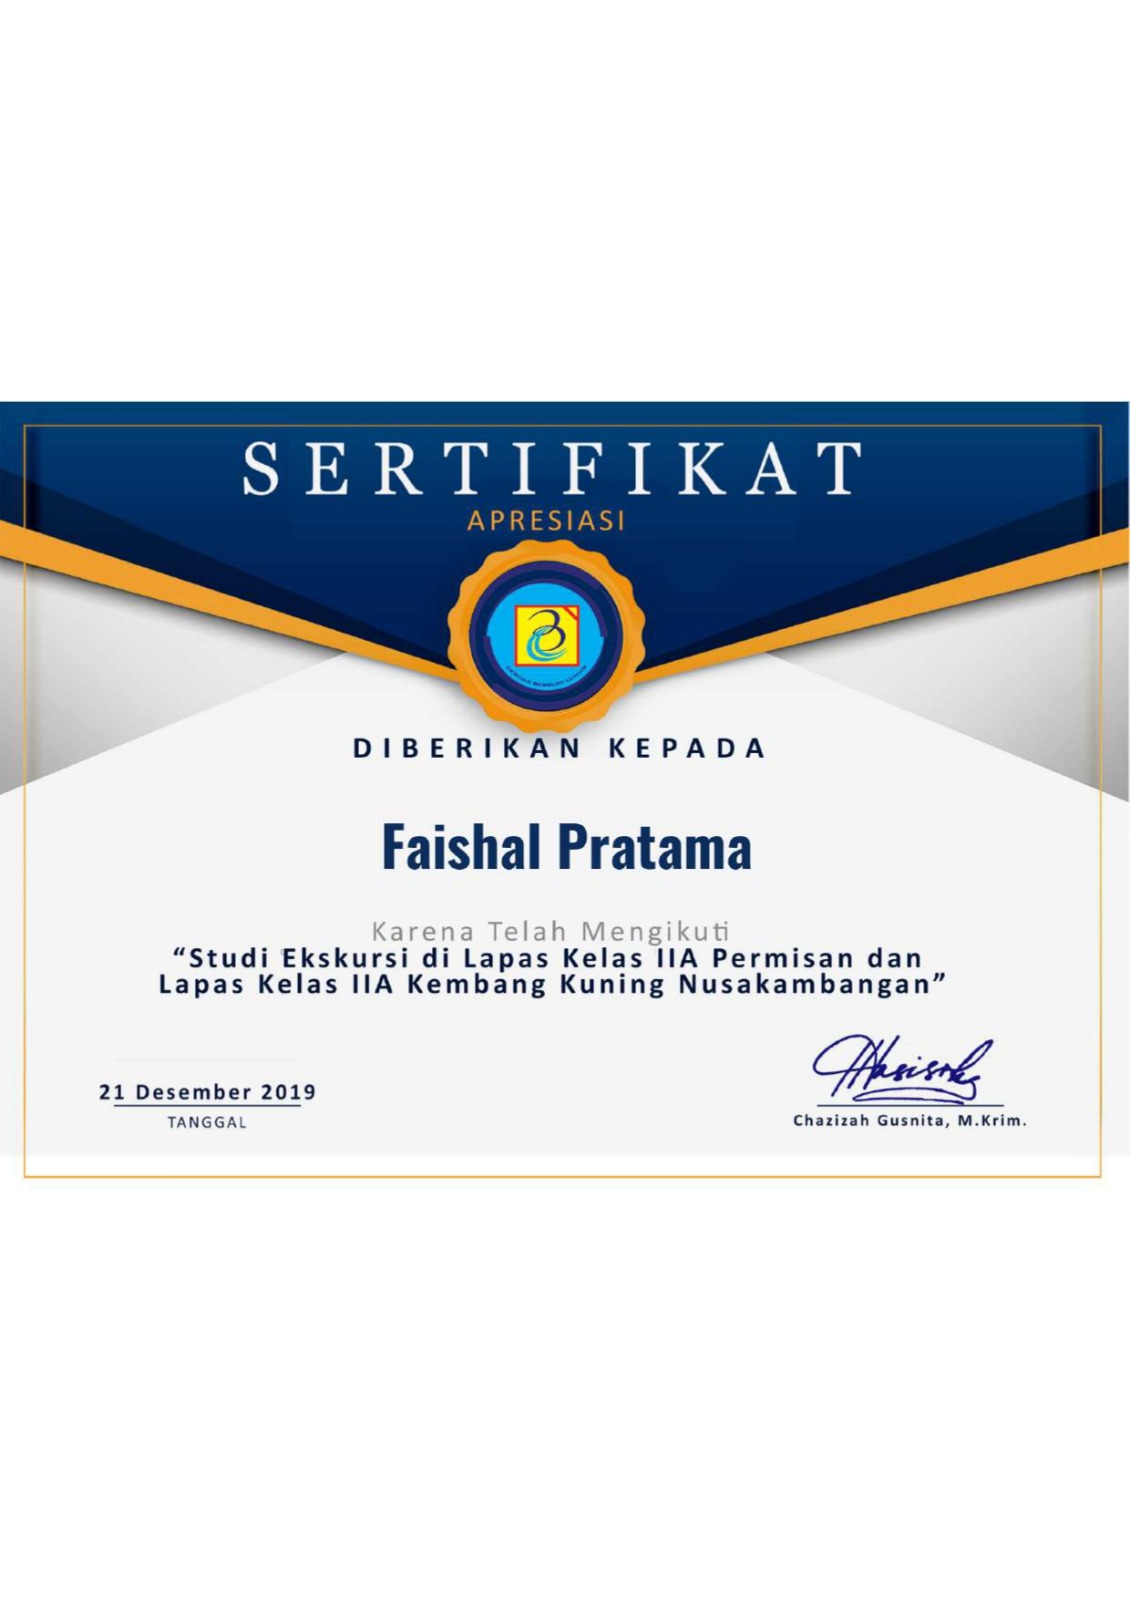 SERTIFIKAT
APRESIASI
DIBERIKAN KEPADA
Faishal Pratama
Karena Telah Mengikuti
“Studi Ekskursi di Lapas Kelas IIA Permisan dan
Lapas Kelas IIA Kembang Kuning Nusakambangan”
21 Desember 2019
TANGGAL
Chazizah Gusnita, M.Krim.